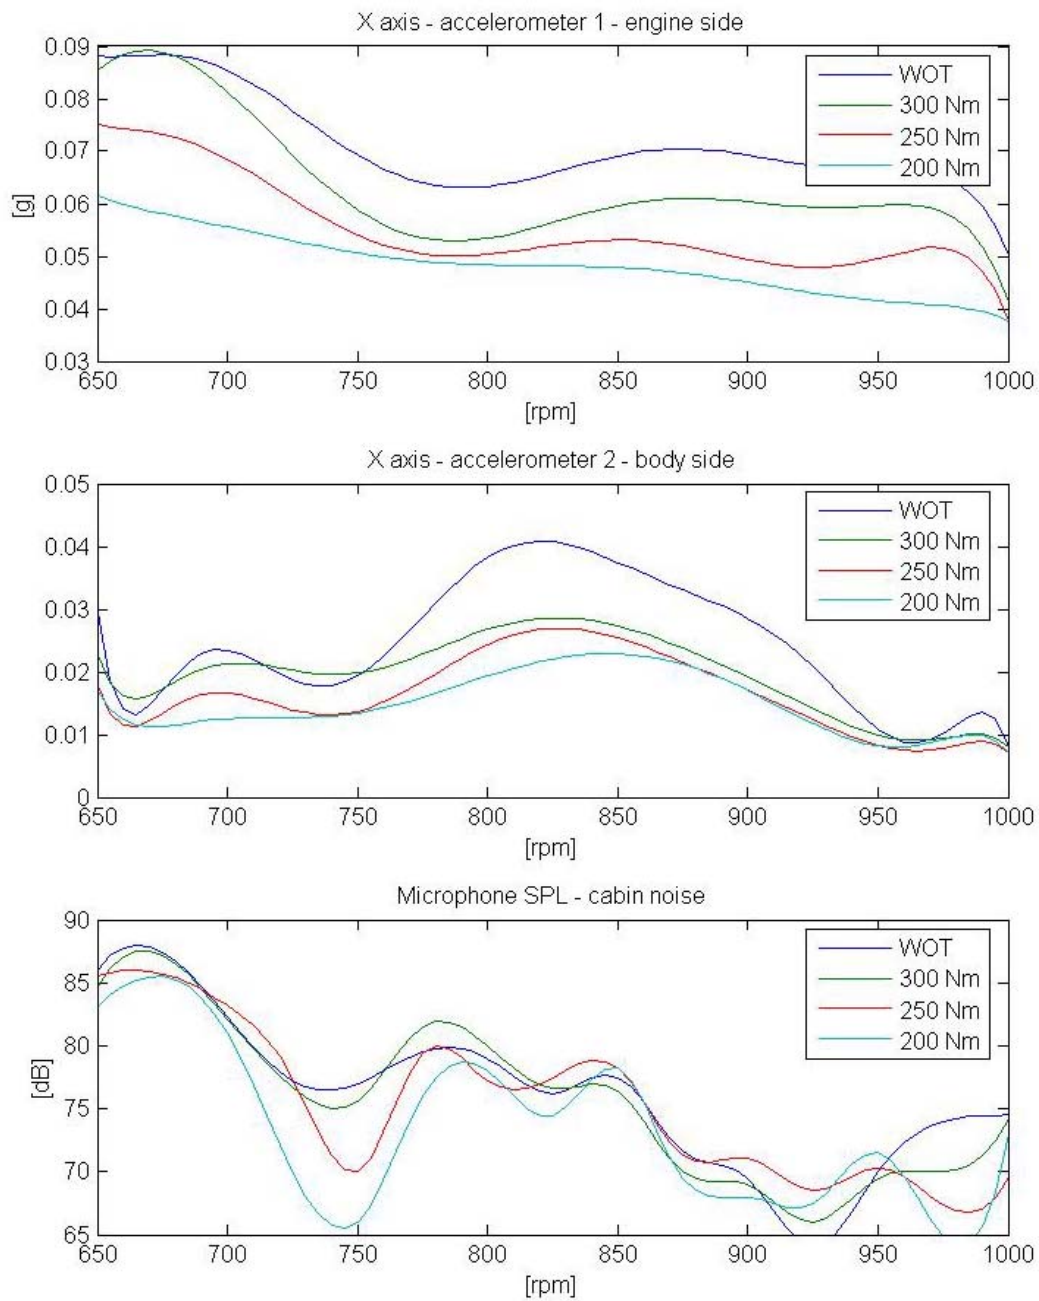 X axis - accelerometer 1 - engine side
0.09
0.08
0.07
0.06
0.05
0.04
0.03
[g]
WOT
300 Nm
250 Nm
200 Nm
650 700 750 800 850 900 950 1000
[rpm]
X axis - accelerometer 2 - body side
0.05
0.04
0.03
0.02
0.01
0
WOT
300 Nm
250 Nm
200 Nm
650 700 750 800 850 900 950 1000
[rpm]
Microphone SPL - cabin noise
90
85
80
75
70
65
[dB]
WOT
300 Nm
250 Nm
200 Nm
650 700 750 800 850 900 950 1000
[rpm]